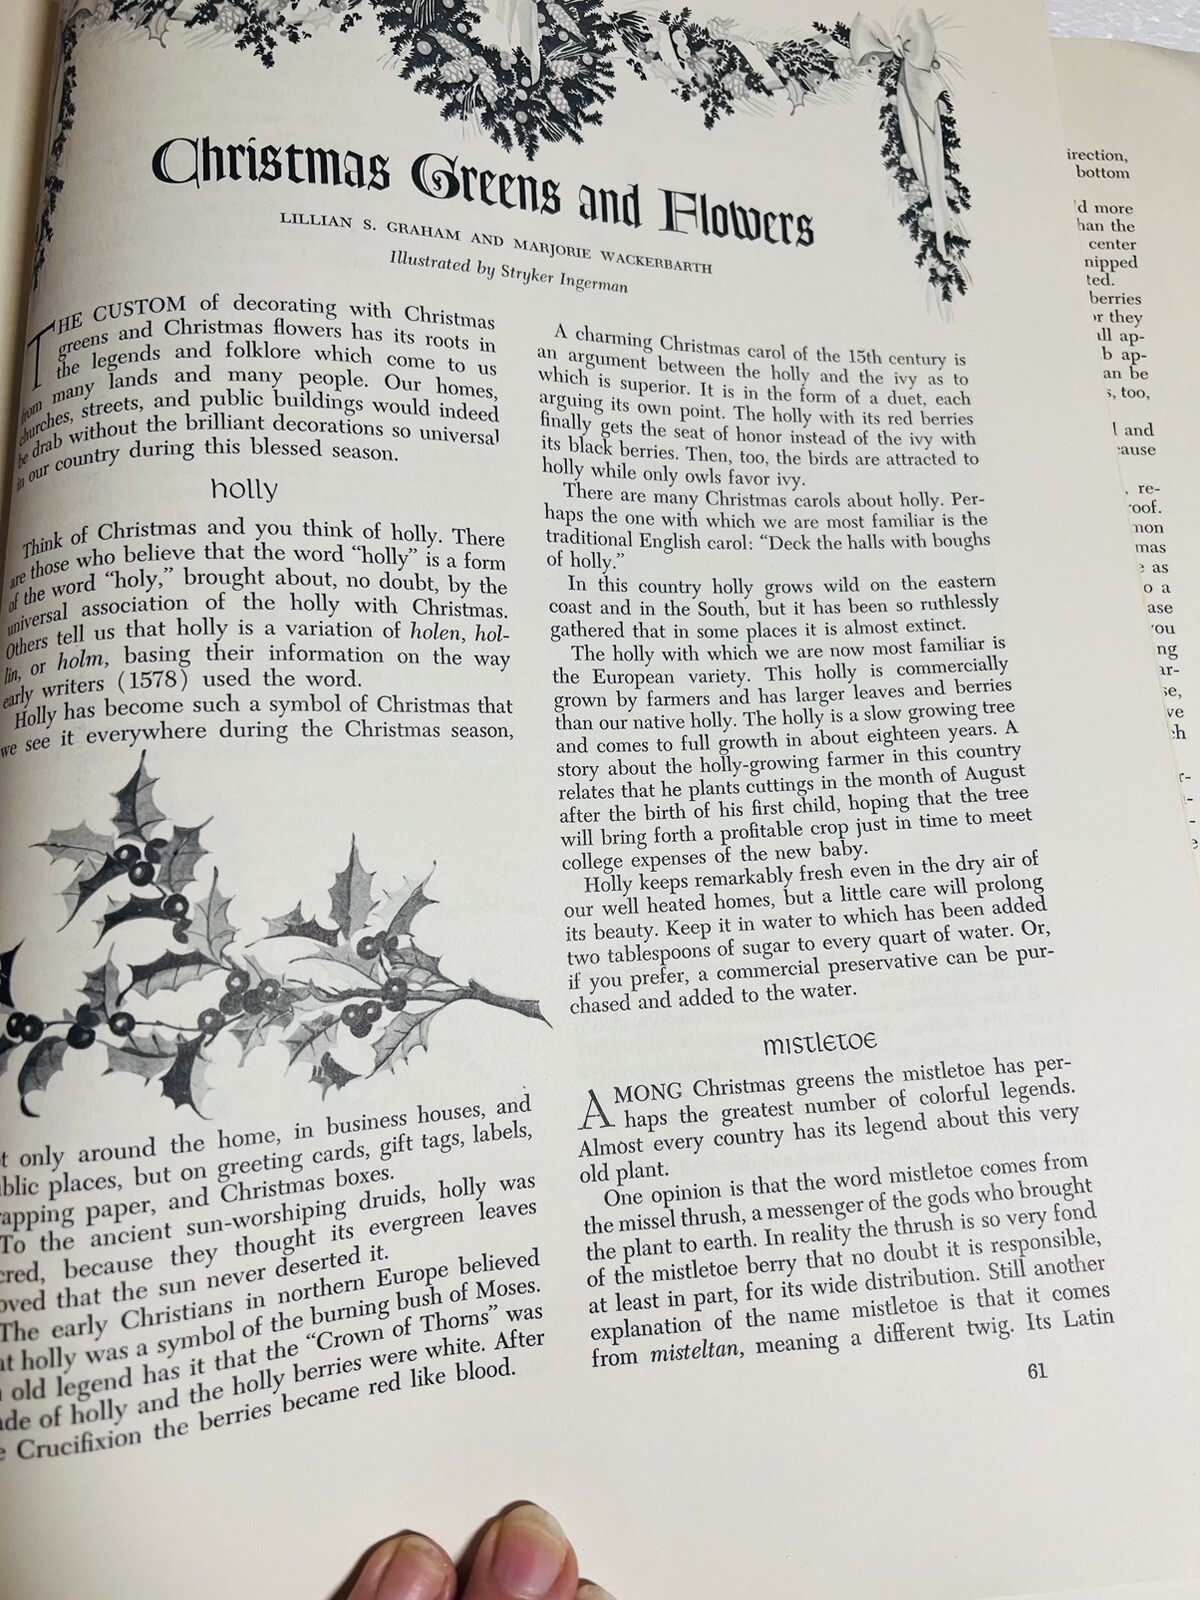 Christmas Greens and Flowers
LILLIAN S. GRAHAM AND MARJORIE WACKERBARTH
Illustrated by Stryker Ingerman
THE CUSTOM of decorating with Christmas
greens and Christmas flowers has its roots in
the legends and folklore which come to us
from many lands and many people. Our homes,
churches, streets, and public buildings would indeed
be drab without the brilliant decorations so universal
in our country during this blessed season.
holly
Think of Christmas and you think of holly. There
are those who believe that the word “holly” is a form
of the word “holy,” brought about, no doubt, by the
universal association of the holly with Christmas.
Others tell us that holly is a variation of holen, hol-
lin, or holm, basing their information on the way
early writers (1578) used the word.
Holly has become such a symbol of Christmas that
we see it everywhere during the Christmas season,
t only around the home, in business houses, and
blic places, but on greeting cards, gift tags, labels,
apping paper, and Christmas boxes.
To the ancient sun-worshiping druids, holly was
cred, because they thought its evergreen leaves
oved that the sun never deserted it.
The early Christians in northern Europe believed
at holly was a symbol of the burning bush of Moses.
old legend has it that the “Crown of Thorns” was
ade of holly and the holly berries were white. After
e Crucifixion the berries became red like blood.
A charming Christmas carol of the 15th century is
an argument between the holly and the ivy as to
which is superior. It is in the form of a duet, each
arguing its own point. The holly with its red berries
finally gets the seat of honor instead of the ivy with
its black berries. Then, too, the birds are attracted to
holly while only owls favor ivy.
There are many Christmas carols about holly. Per-
haps the one with which we are most familiar is the
traditional English carol: “Deck the halls with boughs
of holly.”
In this country holly grows wild on the eastern
coast and in the South, but it has been so ruthlessly
gathered that in some places it is almost extinct.
The holly with which we are now most familiar is
the European variety. This holly is commercially
grown by farmers and has larger leaves and berries
than our native holly. The holly is a slow growing tree
and comes to full growth in about eighteen years. A
story about the holly-growing farmer in this country
relates that he plants cuttings in the month of August
after the birth of his first child, hoping that the tree
will bring forth a profitable crop just in time to meet
college expenses of the new baby.
Holly keeps remarkably fresh even in the dry air of
our well heated homes, but a little care will prolong
its beauty. Keep it in water to which has been added
two tablespoons of sugar to every quart of water. Or,
if you prefer, a commercial preservative can be pur-
chased and added to the water.
mistletoe
AMONG Christmas greens the mistletoe has per-
haps the greatest number of colorful legends.
Almost every country has its legend about this very
old plant.
One opinion is that the word mistletoe comes from
the missel thrush, a messenger of the gods who brought
the plant to earth. In reality the thrush is so very fond
of the mistletoe berry that no doubt it is responsible,
at least in part, for its wide distribution. Still another
explanation of the name mistletoe is that it comes
from misteltan, meaning a different twig. Its Latin
61
irection,
bottom
d more
han the
center
nipped
ted.
berries
or they
all ap-
b ap-
an be
s, too,
l and
cause
, re-
oof.
mon
mas
e as
o a
ase
you
ng
ar-
se,
ve
ch
r-